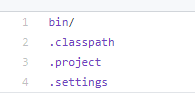 1 bin/
2 .classpath
3 .project
4 .settings